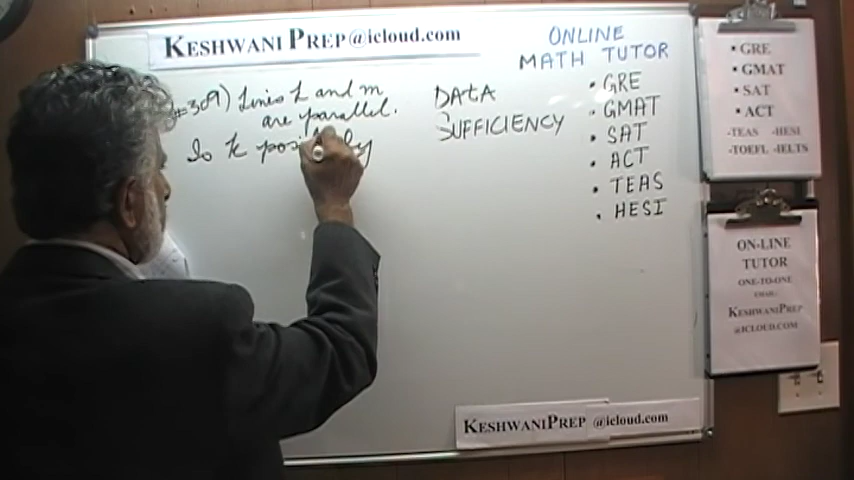 KESHWANI PREP@icloud.com
#309) Lines L and m
are parallel.
Is k
DATA
SUFFICIENCY
ONLINE
MATH TUTOR
• GRE
• GMAT
• SAT
• ACT
• TEAS
• HESI
▪ GRE
▪ GMAT
▪ SAT
▪ ACT
-TEAS -HESI
-TOEFL -IELTS
ON-LINE
TUTOR
ONE-TO-ONE
EMAIL:
KESHWANIPREP
@ICLOUD.COM
KESHWANIPREP @icloud.com